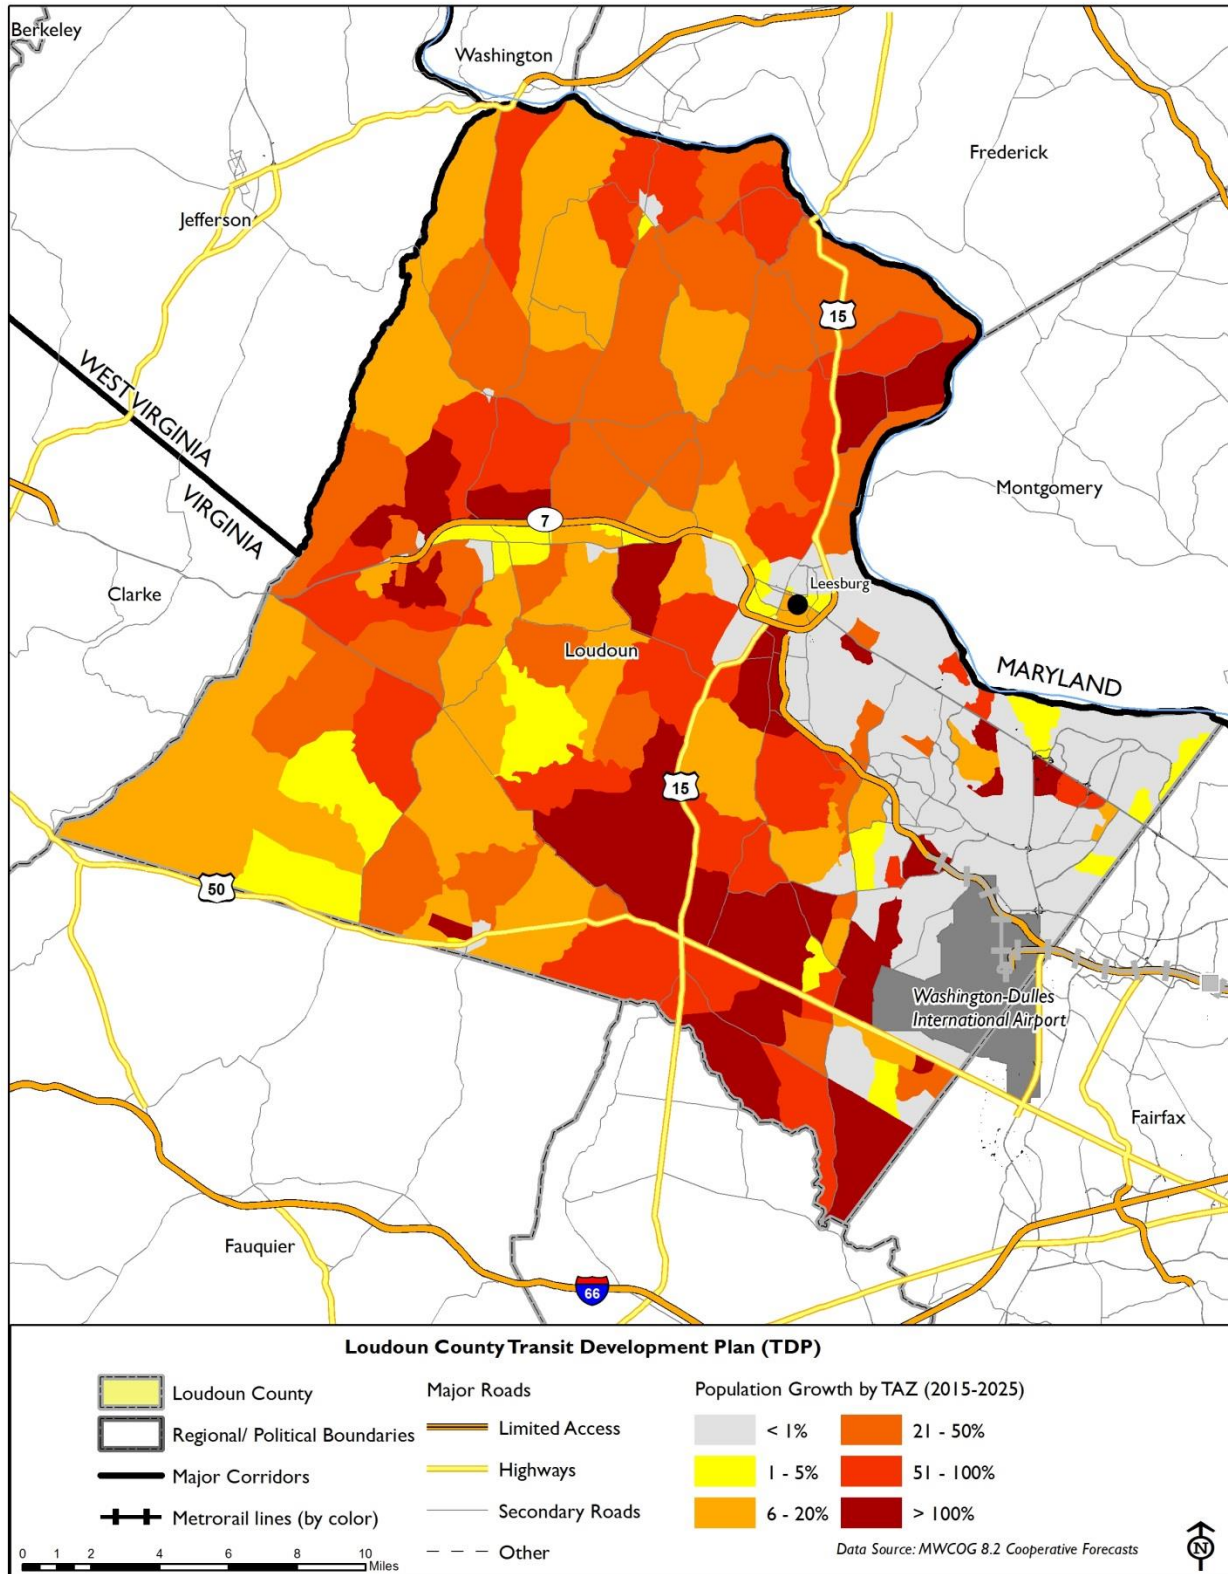 Berkeley
Washington
Frederick
Jefferson
15
WEST VIRGINIA
VIRGINIA
Montgomery
7
Clarke
Leesburg
Loudoun
MARYLAND
15
50
Washington-Dulles
International Airport
Fairfax
Fauquier
66
Loudoun County Transit Development Plan (TDP)
Loudoun County
Regional/ Political Boundaries
Major Corridors
Metrorail lines (by color)
0 1 2 4 6 8 10
Miles
Major Roads
Limited Access
Highways
Secondary Roads
Other
Population Growth by TAZ (2015-2025)
< 1%
1 - 5%
6 - 20%
21 - 50%
51 - 100%
> 100%
Data Source: MWCOG 8.2 Cooperative Forecasts
N